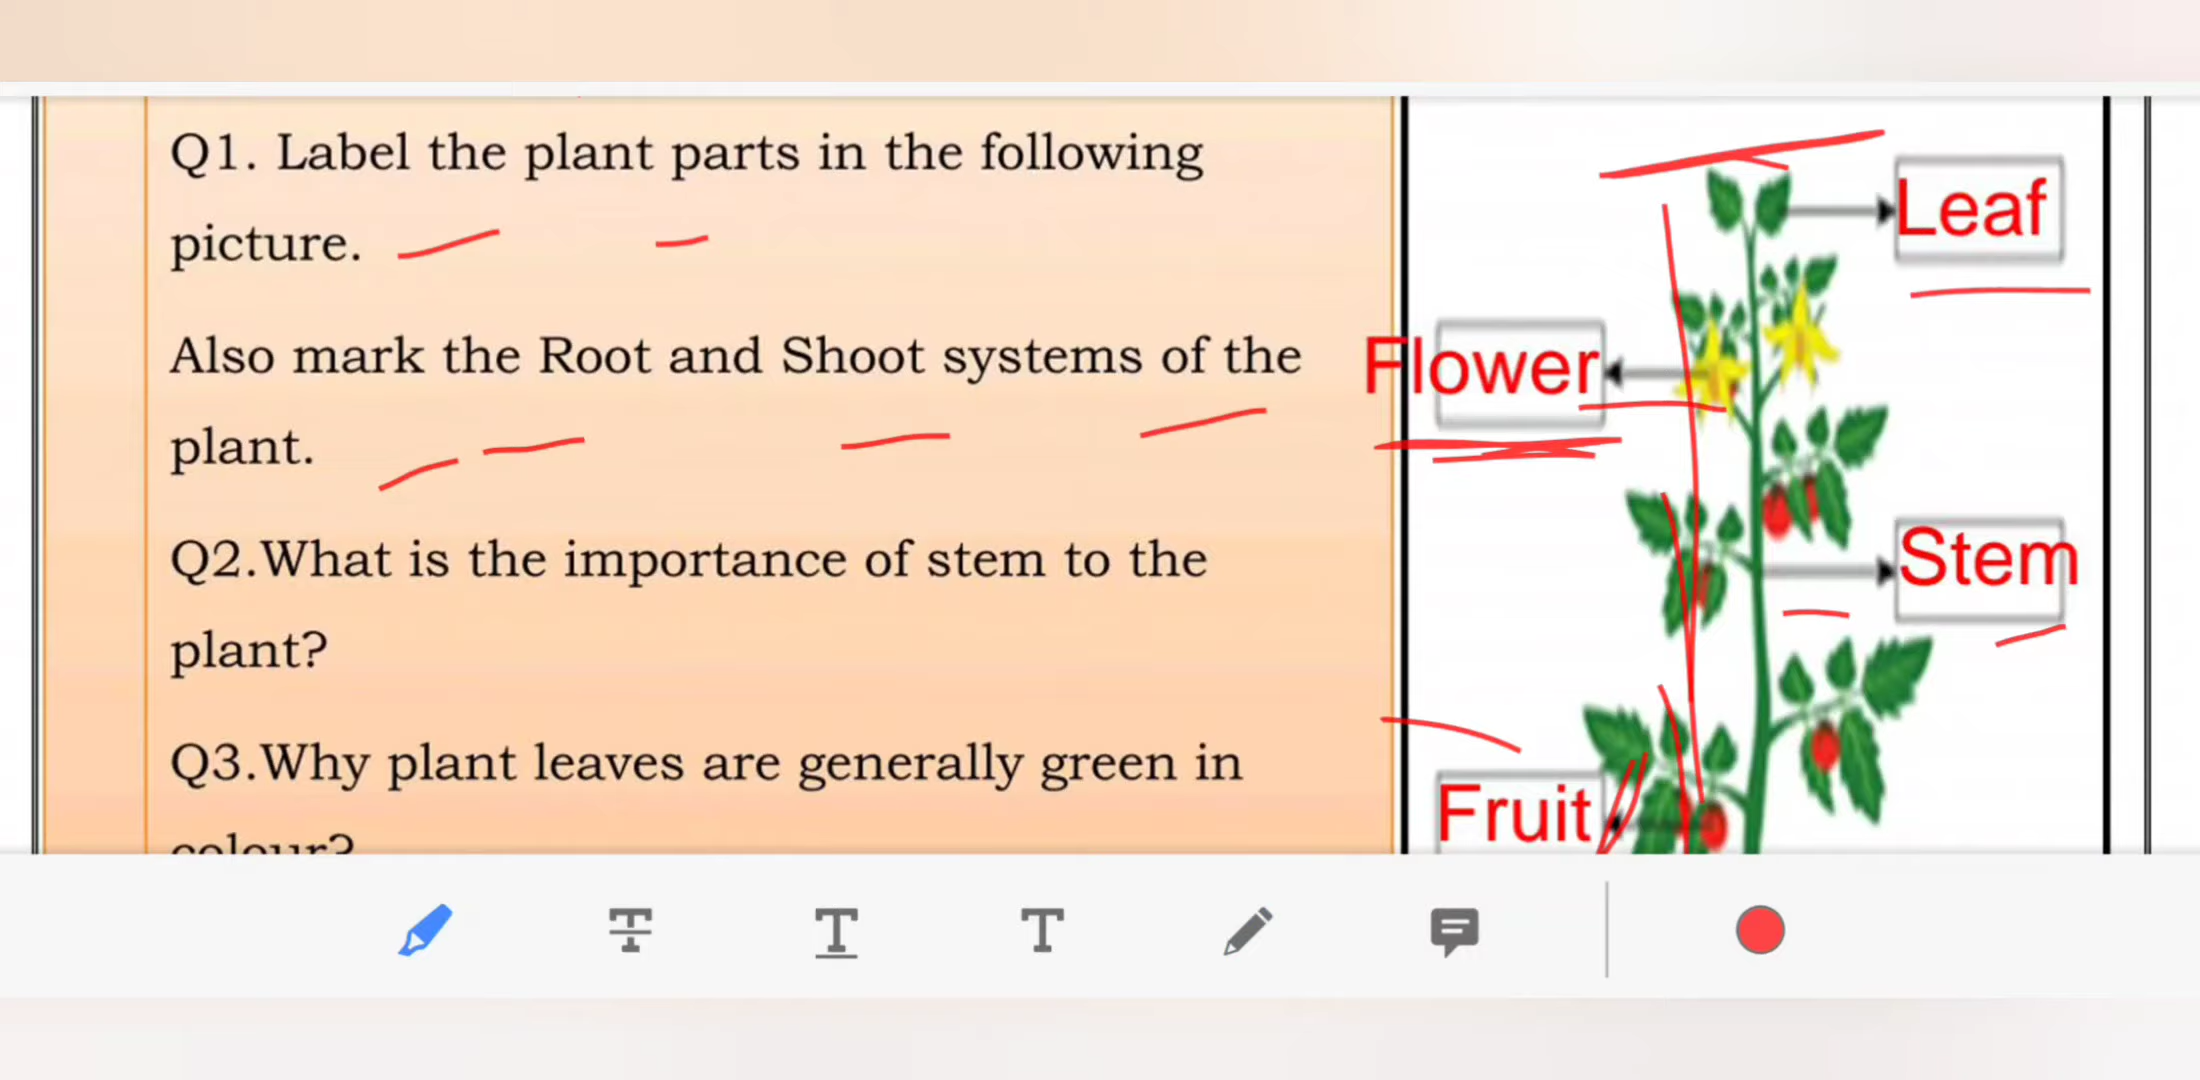 Q1. Label the plant parts in the following
picture.
Also mark the Root and Shoot systems of the
plant.
Q2.What is the importance of stem to the
plant?
Q3.Why plant leaves are generally green in
colour?
Leaf
Flower
Stem
Fruit